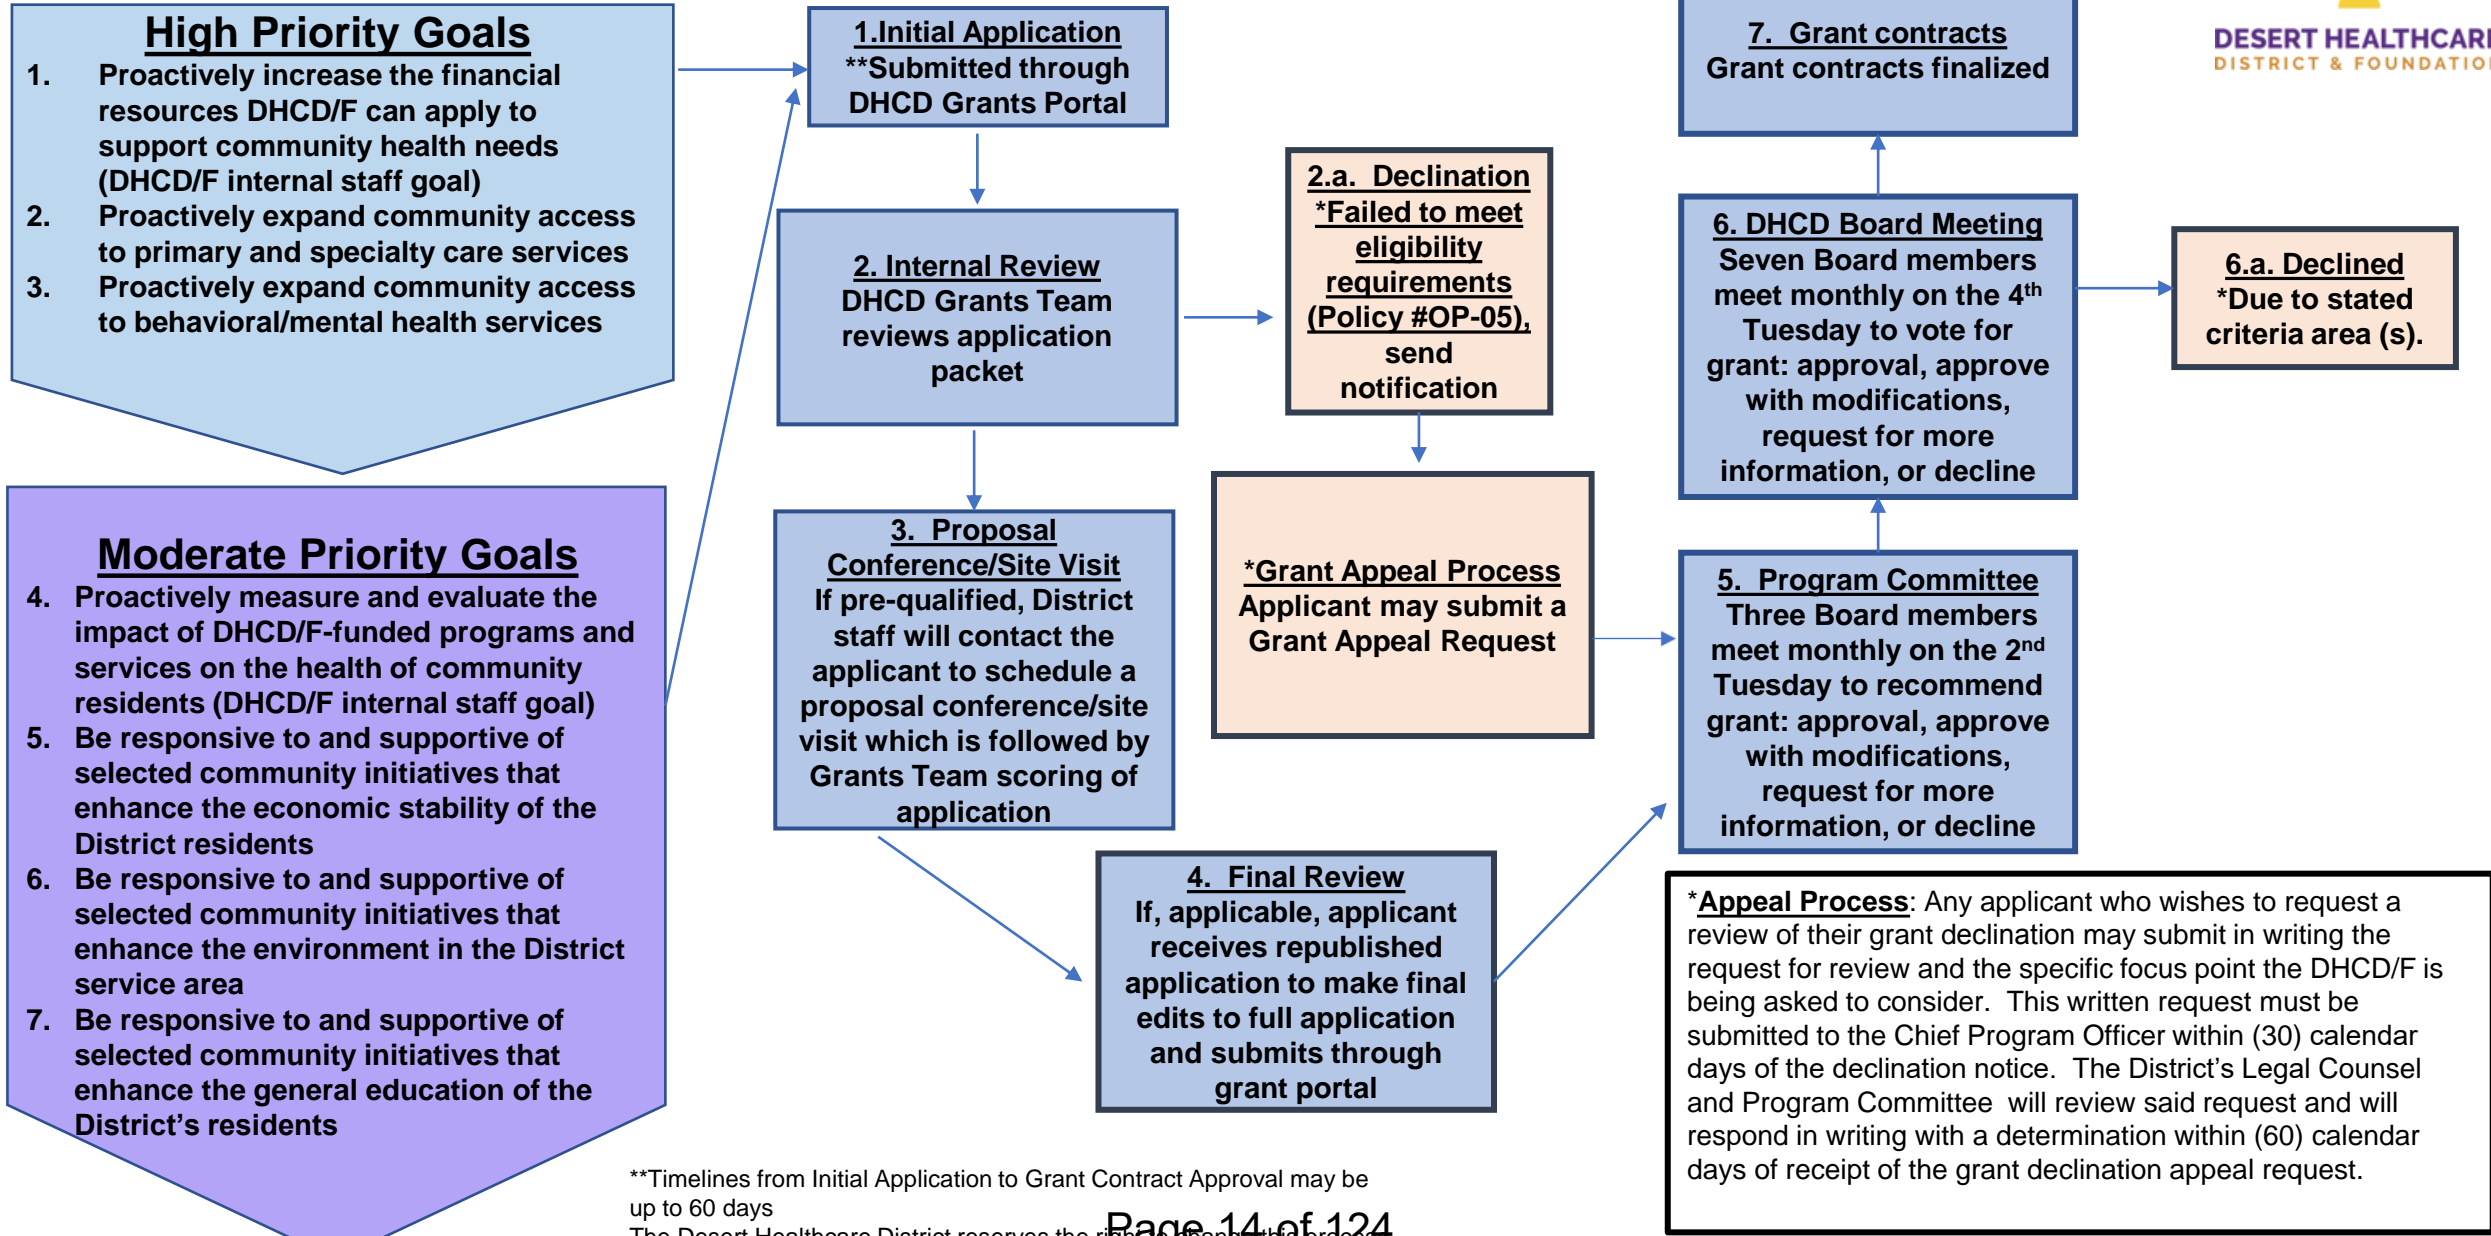 High Priority Goals
1. Proactively increase the financial
resources DHCD/F can apply to
support community health needs
(DHCD/F internal staff goal)
2. Proactively expand community access
to primary and specialty care services
3. Proactively expand community access
to behavioral/mental health services
Moderate Priority Goals
4. Proactively measure and evaluate the
impact of DHCD/F-funded programs and
services on the health of community
residents (DHCD/F internal staff goal)
5. Be responsive to and supportive of
selected community initiatives that
enhance the economic stability of the
District residents
6. Be responsive to and supportive of
selected community initiatives that
enhance the environment in the District
service area
7. Be responsive to and supportive of
selected community initiatives that
enhance the general education of the
District's residents
1.Initial Application
**Submitted through
DHCD Grants Portal
2. Internal Review
DHCD Grants Team
reviews application
packet
2.a. Declination
*Failed to meet
eligibility
requirements
(Policy #OP-05),
send
notification
*Grant Appeal Process
Applicant may submit a
Grant Appeal Request
3. Proposal
Conference/Site Visit
If pre-qualified, District
staff will contact the
applicant to schedule a
proposal conference/site
visit which is followed by
Grants Team scoring of
application
4. Final Review
If, applicable, applicant
receives republished
application to make final
edits to full application
and submits through
grant portal
5. Program Committee
Three Board members
meet monthly on the 2nd
Tuesday to recommend
grant: approval, approve
with modifications,
request for more
information, or decline
6. DHCD Board Meeting
Seven Board members
meet monthly on the 4th
Tuesday to vote for
grant: approval, approve
with modifications,
request for more
information, or decline
6.a. Declined
*Due to stated
criteria area (s).
7. Grant contracts
Grant contracts finalized
DESERT HEALTHCARE
DISTRICT & FOUNDATION
*Appeal Process: Any applicant who wishes to request a
review of their grant declination may submit in writing the
request for review and the specific focus point the DHCD/F is
being asked to consider. This written request must be
submitted to the Chief Program Officer within (30) calendar
days of the declination notice. The District's Legal Counsel
and Program Committee will review said request and will
respond in writing with a determination within (60) calendar
days of receipt of the grant declination appeal request.
**Timelines from Initial Application to Grant Contract Approval may be
up to 60 days
The Desert Healthcare District reserves the right to change this process
Page 14 of 124